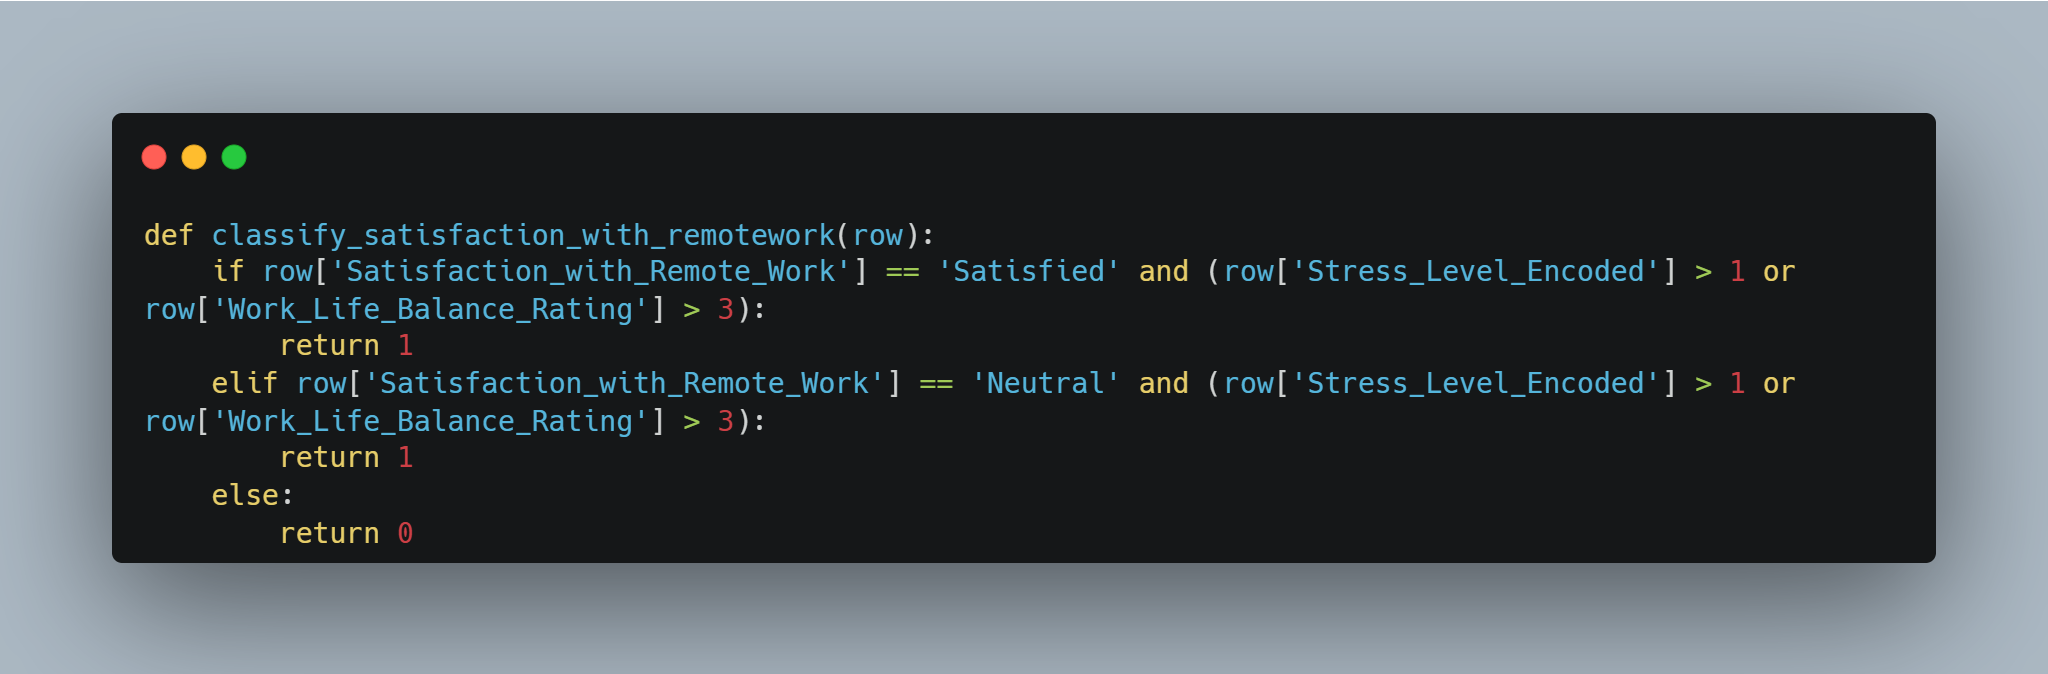 def classify_satisfaction_with_remotework(row):
    if row['Satisfaction_with_Remote_Work'] == 'Satisfied' and (row['Stress_Level_Encoded'] > 1 or
row['Work_Life_Balance_Rating'] > 3):
        return 1
    elif row['Satisfaction_with_Remote_Work'] == 'Neutral' and (row['Stress_Level_Encoded'] > 1 or
row['Work_Life_Balance_Rating'] > 3):
        return 1
    else:
        return 0